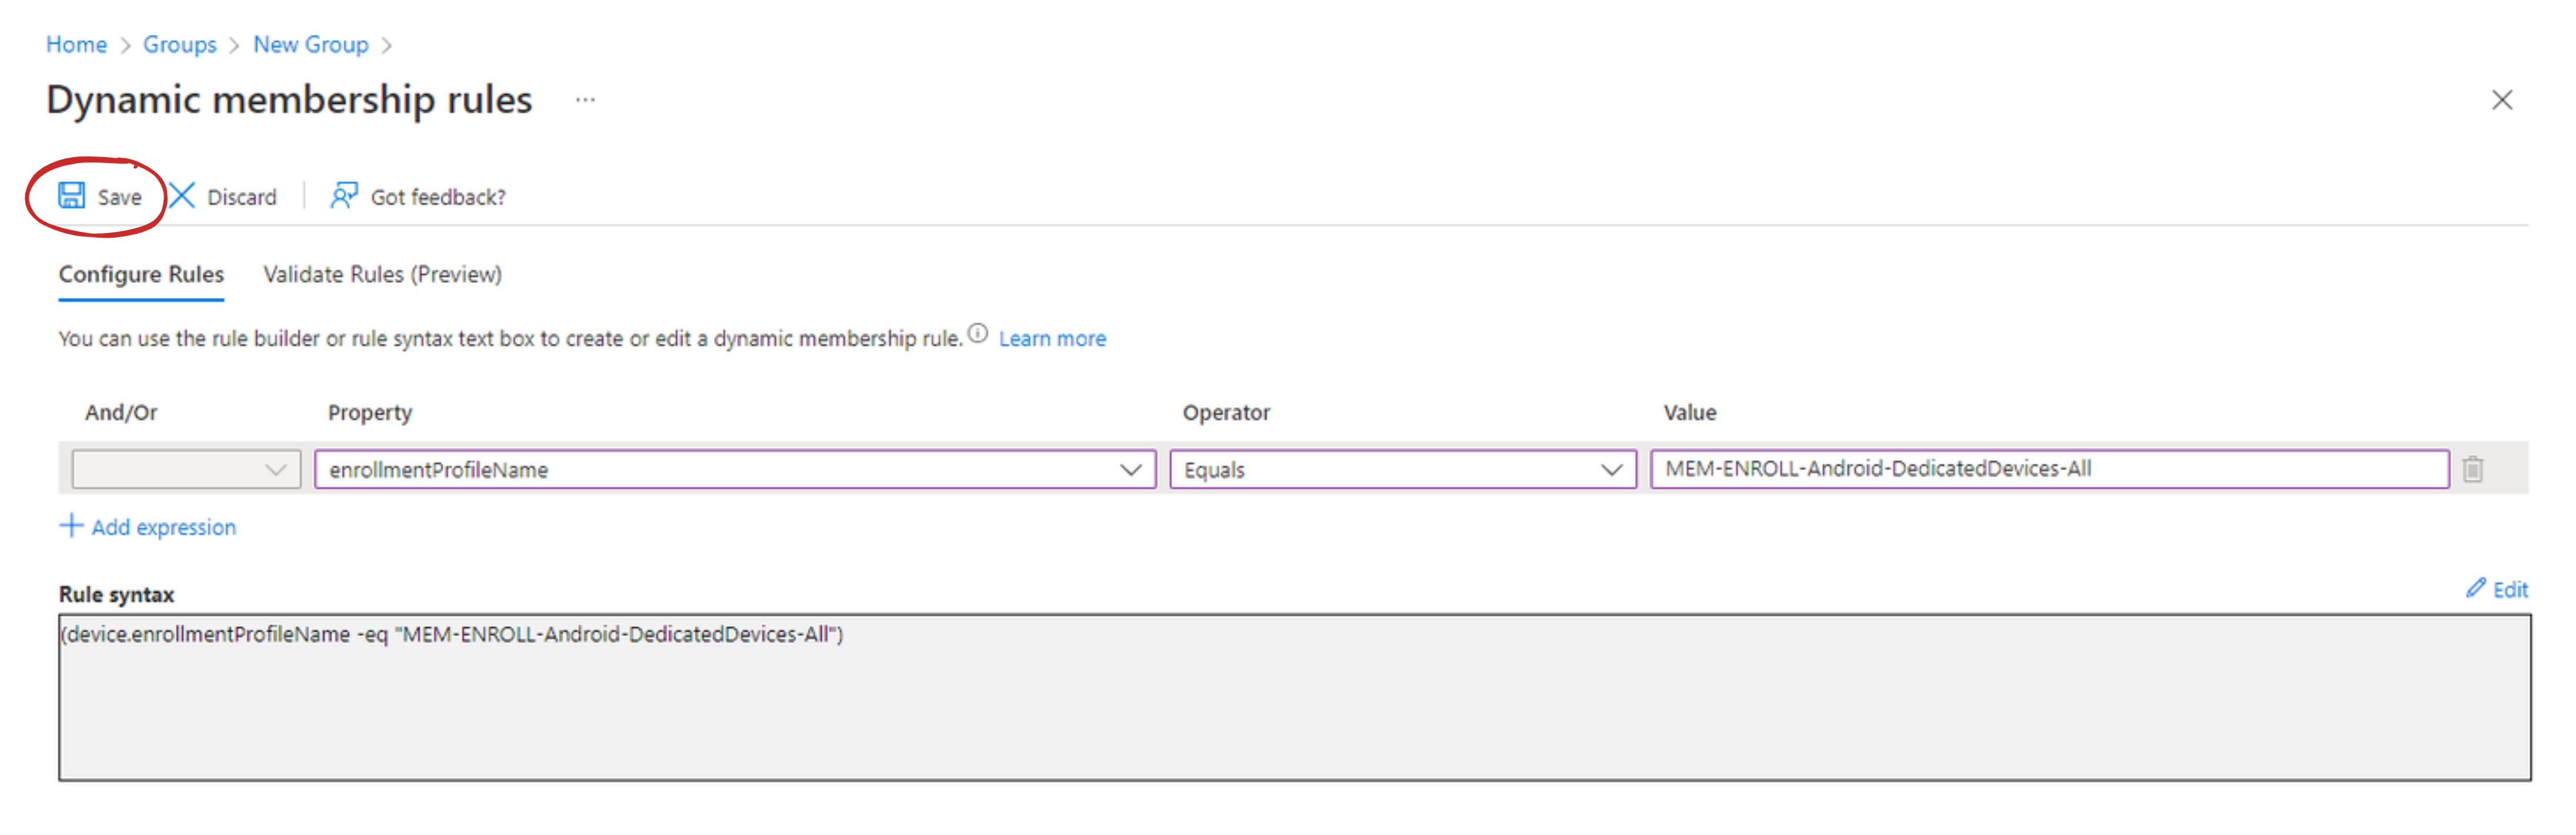 Home > Groups > New Group >
Dynamic membership rules ...
Save Discard Got feedback?
Configure Rules Validate Rules (Preview)
You can use the rule builder or rule syntax text box to create or edit a dynamic membership rule. Learn more
And/Or Property Operator Value
enrollmentProfileName Equals MEM-ENROLL-Android-DedicatedDevices-All
+ Add expression
Rule syntax Edit
(device.enrollmentProfileName -eq "MEM-ENROLL-Android-DedicatedDevices-All")